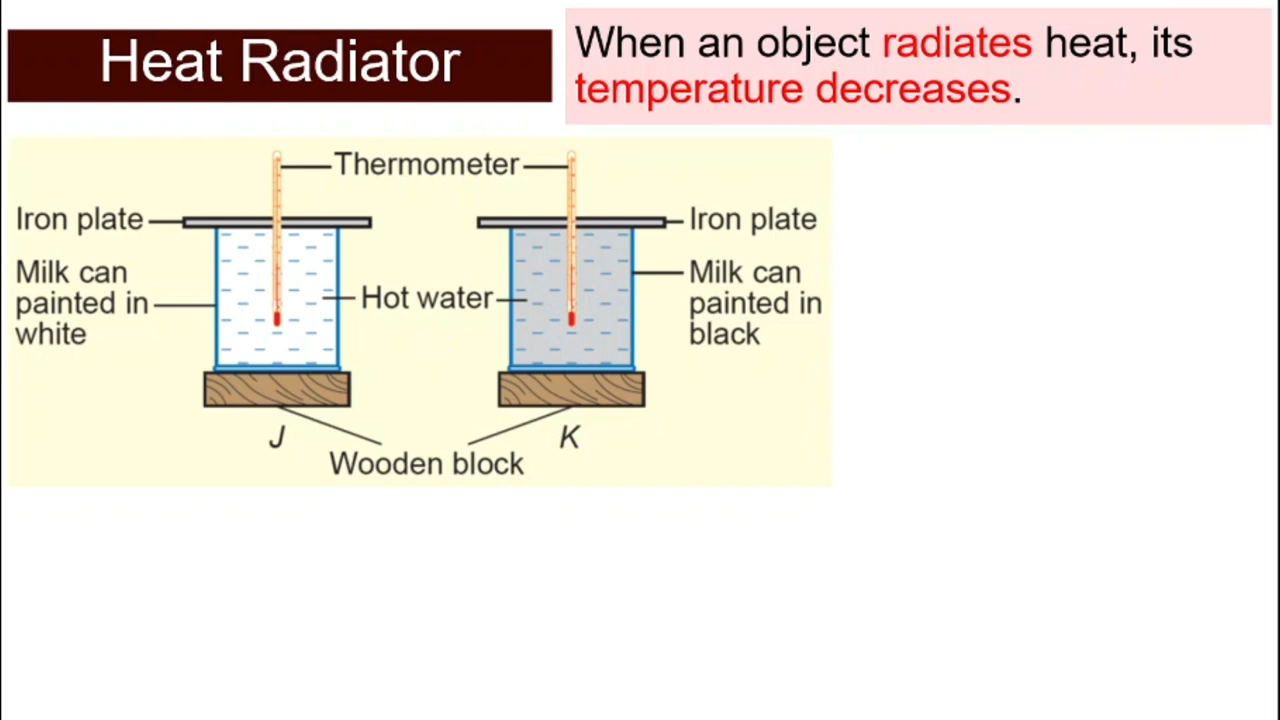 Heat Radiator
When an object radiates heat, its
temperature decreases.
Thermometer
Iron plate
Iron plate
Milk can
painted in
white
Hot water
Milk can
painted in
black
J
K
Wooden block